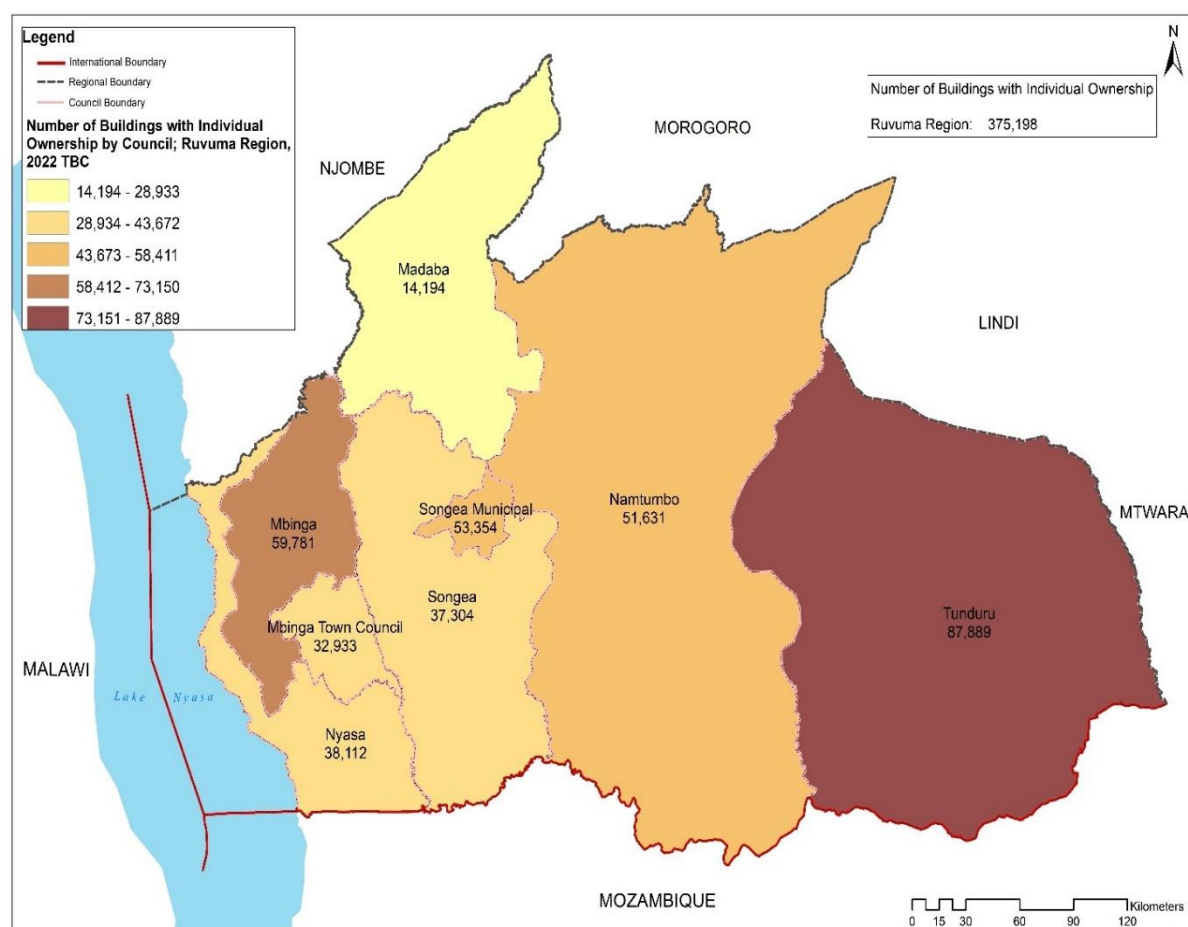 Legend
International Boundary
Regional Boundary
Council Boundary
Number of Buildings with Individual
Ownership by Council; Ruvuma Region,
2022 TBC
14,194 - 28,933
28,934 - 43,672
43,673 - 58,411
58,412 - 73,150
73,151 - 87,889
N
Number of Buildings with Individual Ownership
Ruvuma Region: 375,198
MOROGORO
NJOMBE
Madaba
14,194
LINDI
Mbinga
59,781
Songea Municipal
53,354
Namtumbo
51,631
MTWARA
Songea
37,304
Mbinga Town Council
32,933
Tunduru
87,889
MALAWI
Lake Nyasa
Nyasa
38,112
MOZAMBIQUE
Kilometers
0 15 30 60 90 120